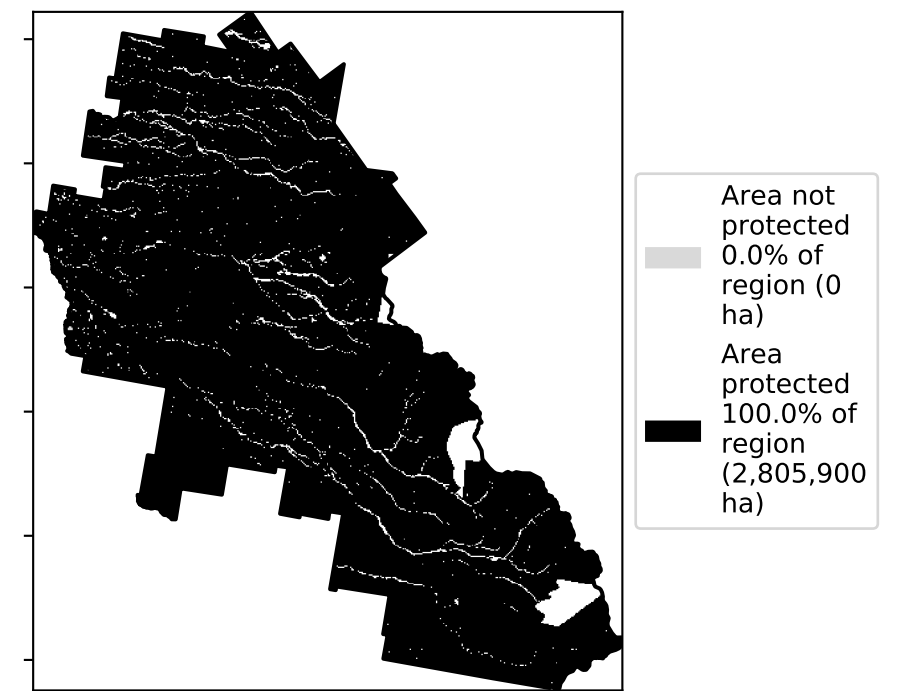 Area not
protected
0.0% of
region (0
ha)
Area
protected
100.0% of
region
(2,805,900
ha)